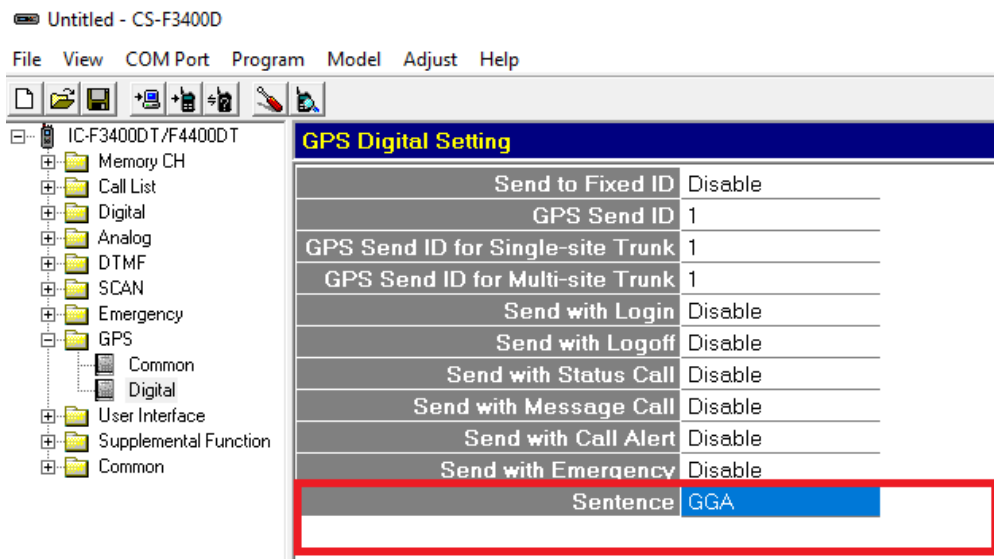 Untitled - CS-F3400D
File View COM Port Program Model Adjust Help
IC-F3400DT/F4400DT
Memory CH
Call List
Digital
Analog
DTMF
SCAN
Emergency
GPS
Common
Digital
User Interface
Supplemental Function
Common
GPS Digital Setting
Send to Fixed ID Disable
GPS Send ID 1
GPS Send ID for Single-site Trunk 1
GPS Send ID for Multi-site Trunk 1
Send with Login Disable
Send with Logoff Disable
Send with Status Call Disable
Send with Message Call Disable
Send with Call Alert Disable
Send with Emergency Disable
Sentence GGA